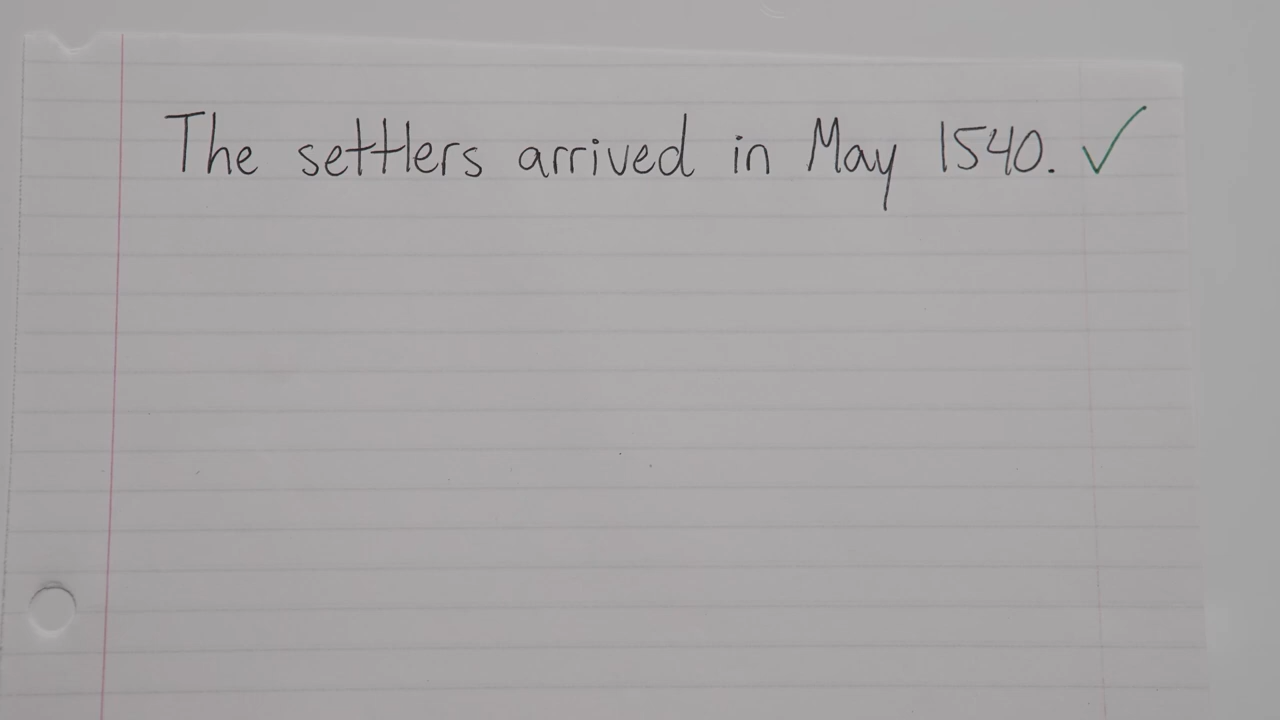 The settlers arrived in May 1540. ✓